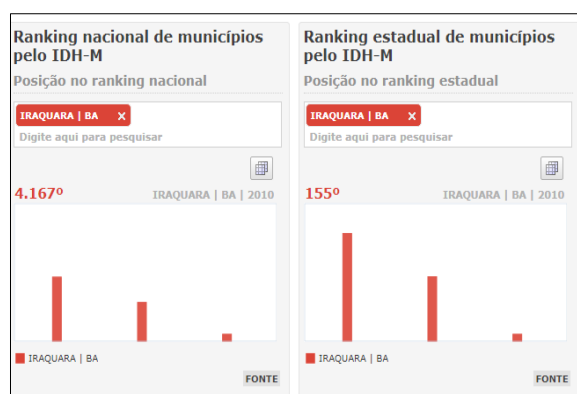 Ranking nacional de municípios
pelo IDH-M
Posição no ranking nacional
IRAQUARA | BA X
Digite aqui para pesquisar
4.167º IRAQUARA | BA | 2010
IRAQUARA | BA
FONTE
Ranking estadual de municípios
pelo IDH-M
Posição no ranking estadual
IRAQUARA | BA X
Digite aqui para pesquisar
155º IRAQUARA | BA | 2010
IRAQUARA | BA
FONTE